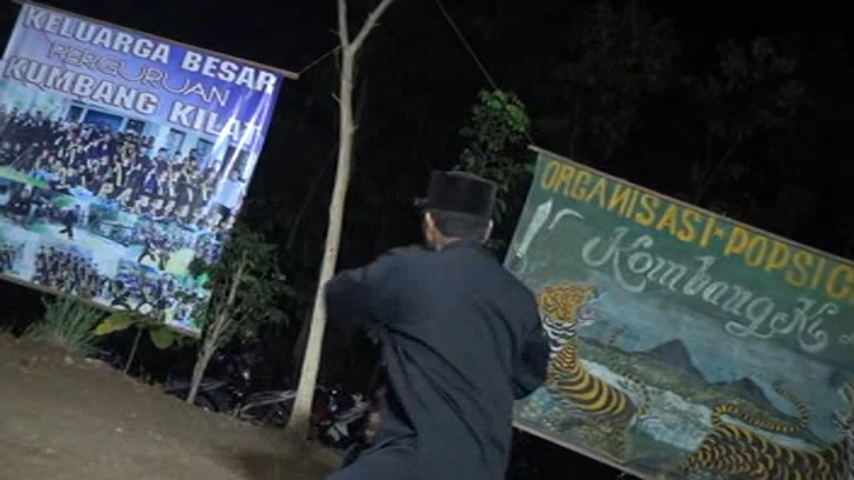 KELUARGA BESAR
PERGURUAN
KUMBANG KILAT
ORGANISASI POPSI
Kombang